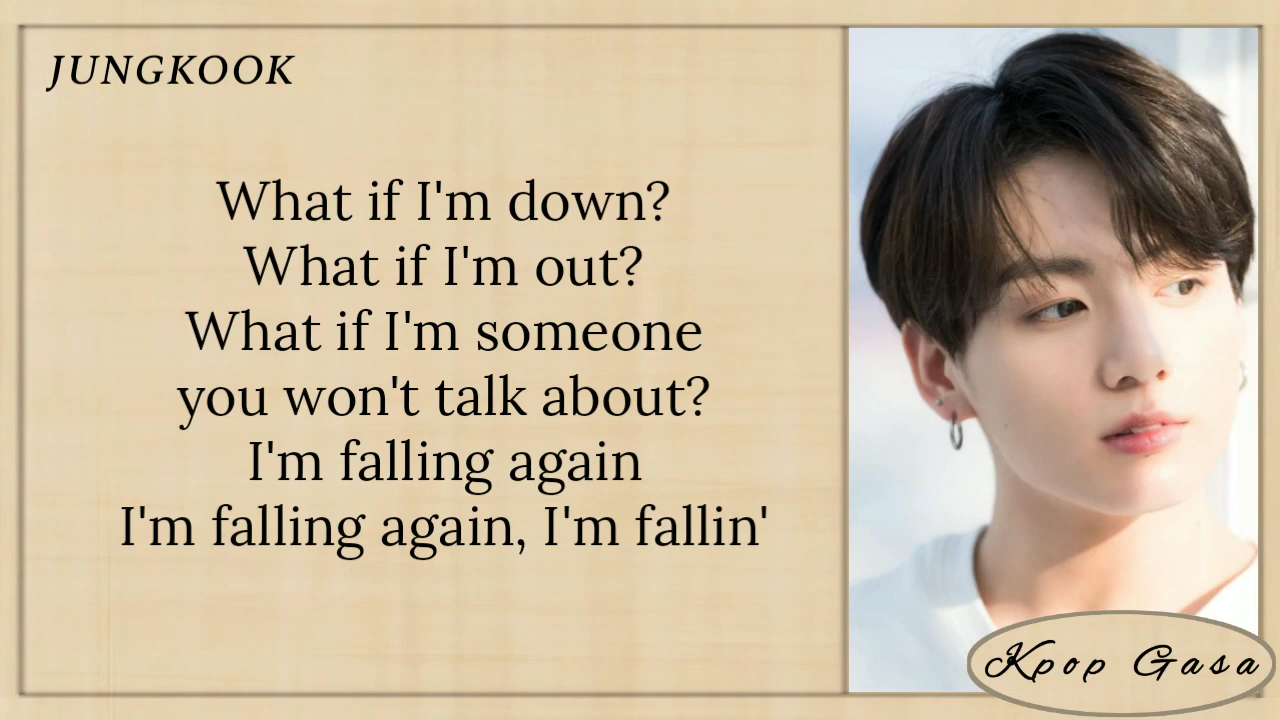 JUNGKOOK
What if I'm down?
What if I'm out?
What if I'm someone
you won't talk about?
I'm falling again
I'm falling again, I'm fallin'
Kpop Gasa